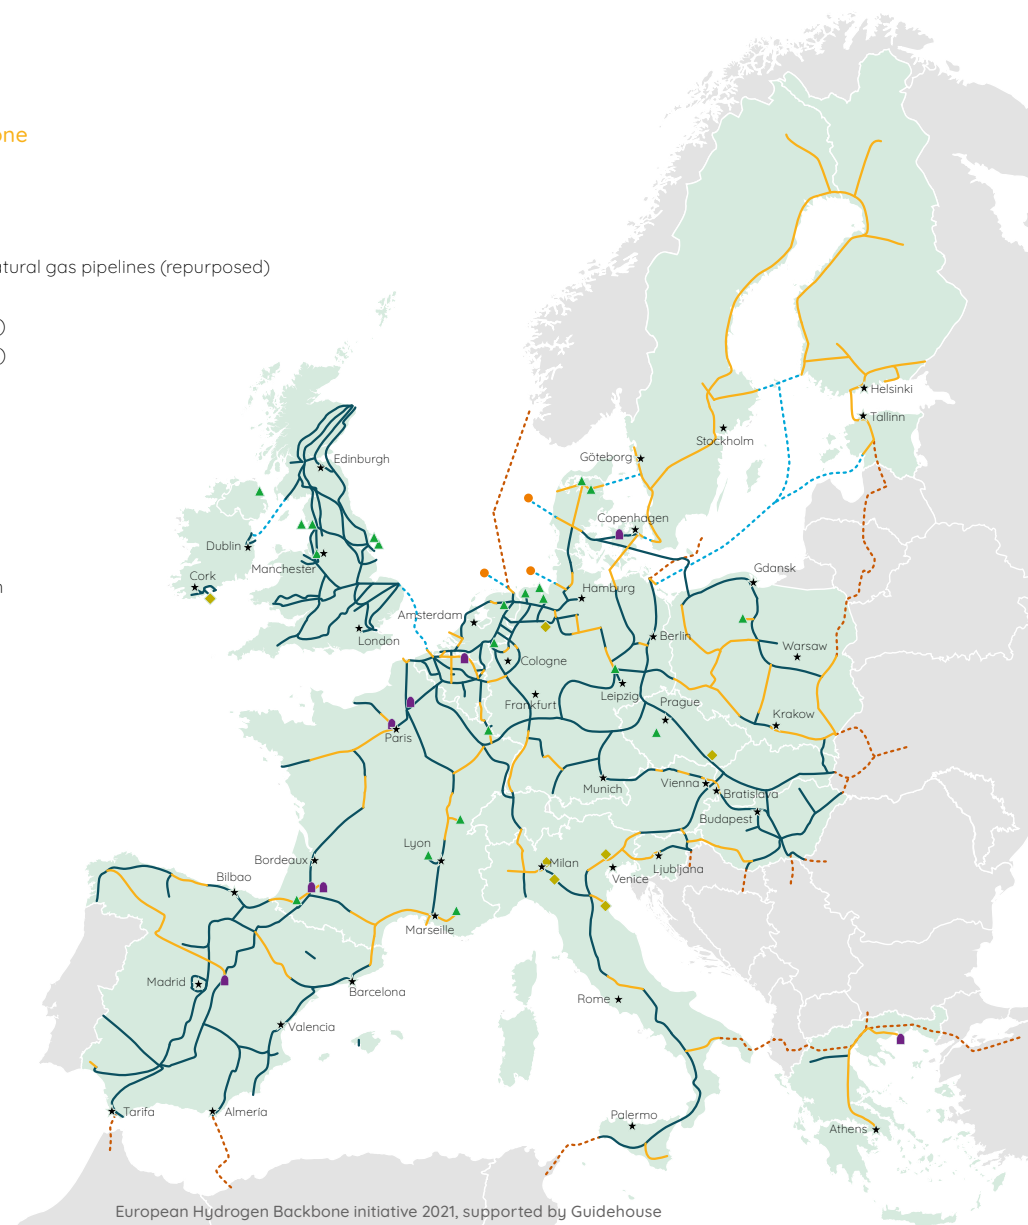 one
atural gas pipelines (repurposed)
)
)
Helsinki
Tallinn
Stockholm
Edinburgh
Göteborg
Copenhagen
Dublin
Manchester
Gdansk
Cork
n
Hamburg
Amsterdam
London
Berlin
Warsaw
Cologne
Leipzig
Frankfurt
Prague
Krakow
Paris
Munich
Vienna
Bratislava
Budapest
Lyon
Bordeaux
Milan
Ljubljana
Bilbao
Venice
Marseille
Madrid
Barcelona
Rome
Valencia
Tarifa
Almería
Palermo
Athens
European Hydrogen Backbone initiative 2021, supported by Guidehouse